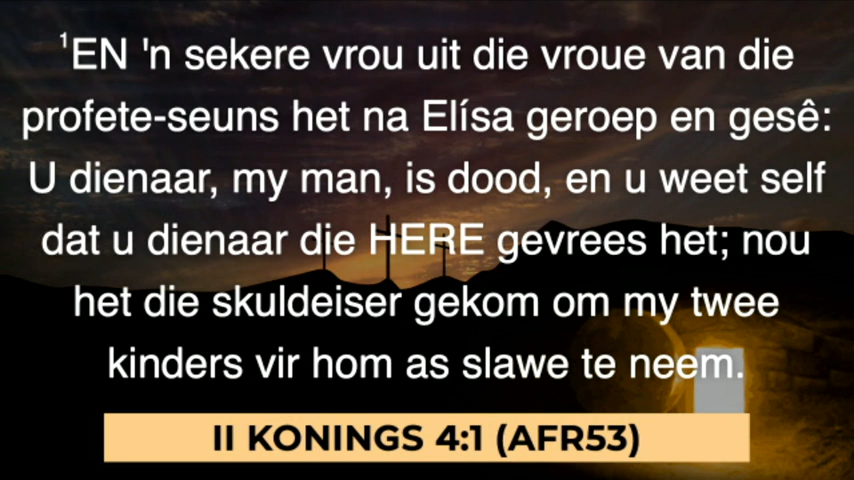 ¹EN 'n sekere vrou uit die vroue van die
profete-seuns het na Elísa geroep en gesê:
U dienaar, my man, is dood, en u weet self
dat u dienaar die HERE gevrees het; nou
het die skuldeiser gekom om my twee
kinders vir hom as slawe te neem.
II KONINGS 4:1 (AFR53)